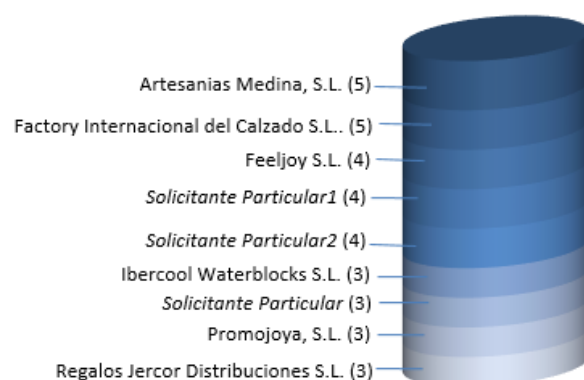 Artesanias Medina, S.L. (5)
Factory Internacional del Calzado S.L.. (5)
Feeljoy S.L. (4)
Solicitante Particular1 (4)
Solicitante Particular2 (4)
Ibercool Waterblocks S.L. (3)
Solicitante Particular (3)
Promojoya, S.L. (3)
Regalos Jercor Distribuciones S.L. (3)